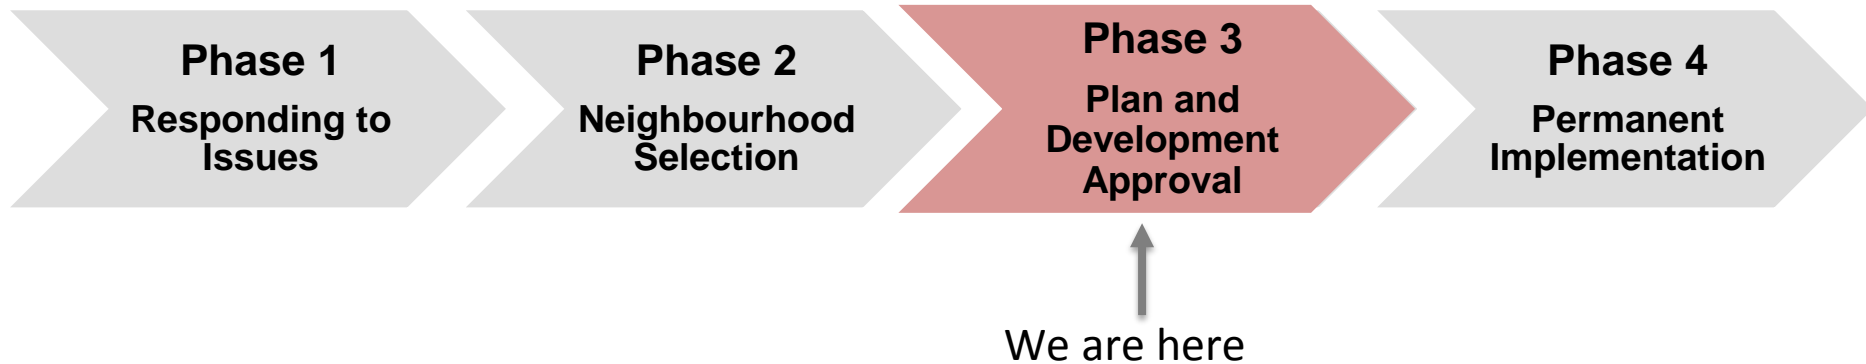 Phase 1
Responding to
Issues
Phase 2
Neighbourhood
Selection
Phase 3
Plan and
Development
Approval
Phase 4
Permanent
Implementation
We are here